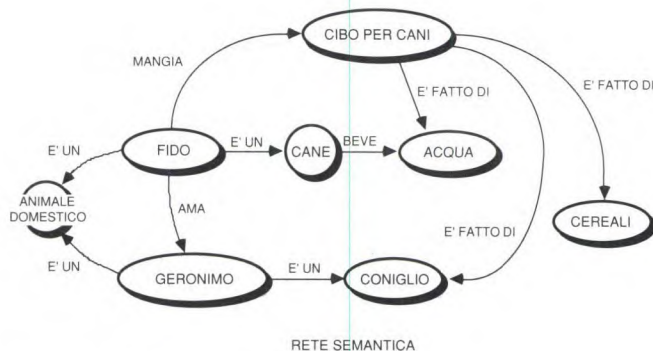 CIBO PER CANI
MANGIA
E' FATTO DI
E' FATTO DI
E' UN
FIDO
E' UN
CANE
BEVE
ACQUA
ANIMALE
DOMESTICO
AMA
CEREALI
E' FATTO DI
E' UN
GERONIMO
E' UN
CONIGLIO
RETE SEMANTICA